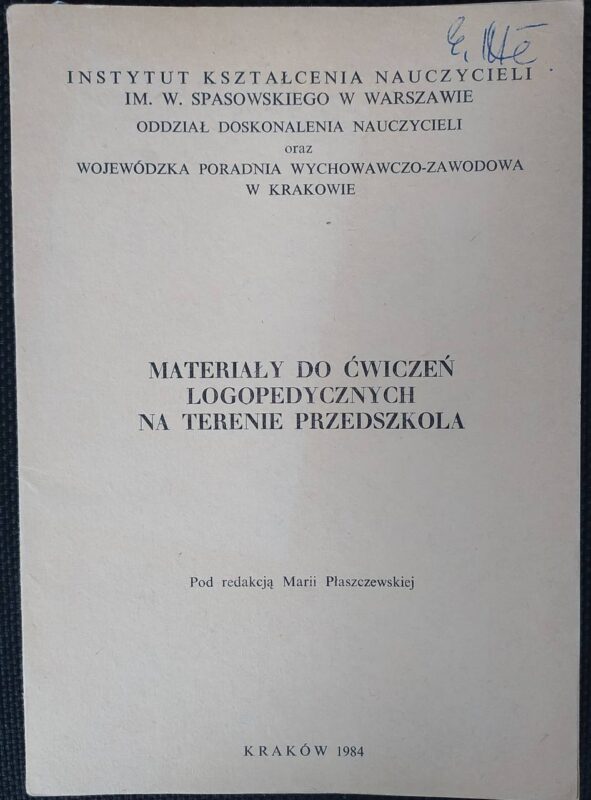 INSTYTUT KSZTAŁCENIA NAUCZYCIELI
IM. W. SPASOWSKIEGO W WARSZAWIE
ODDZIAŁ DOSKONALENIA NAUCZYCIELI
oraz
WOJEWÓDZKA PORADNIA WYCHOWAWCZO-ZAWODOWA
W KRAKOWIE
MATERIAŁY DO ĆWICZEŃ
LOGOPEDYCZNYCH
NA TERENIE PRZEDSZKOLA
Pod redakcją Marii Płaszczewskiej
KRAKÓW 1984